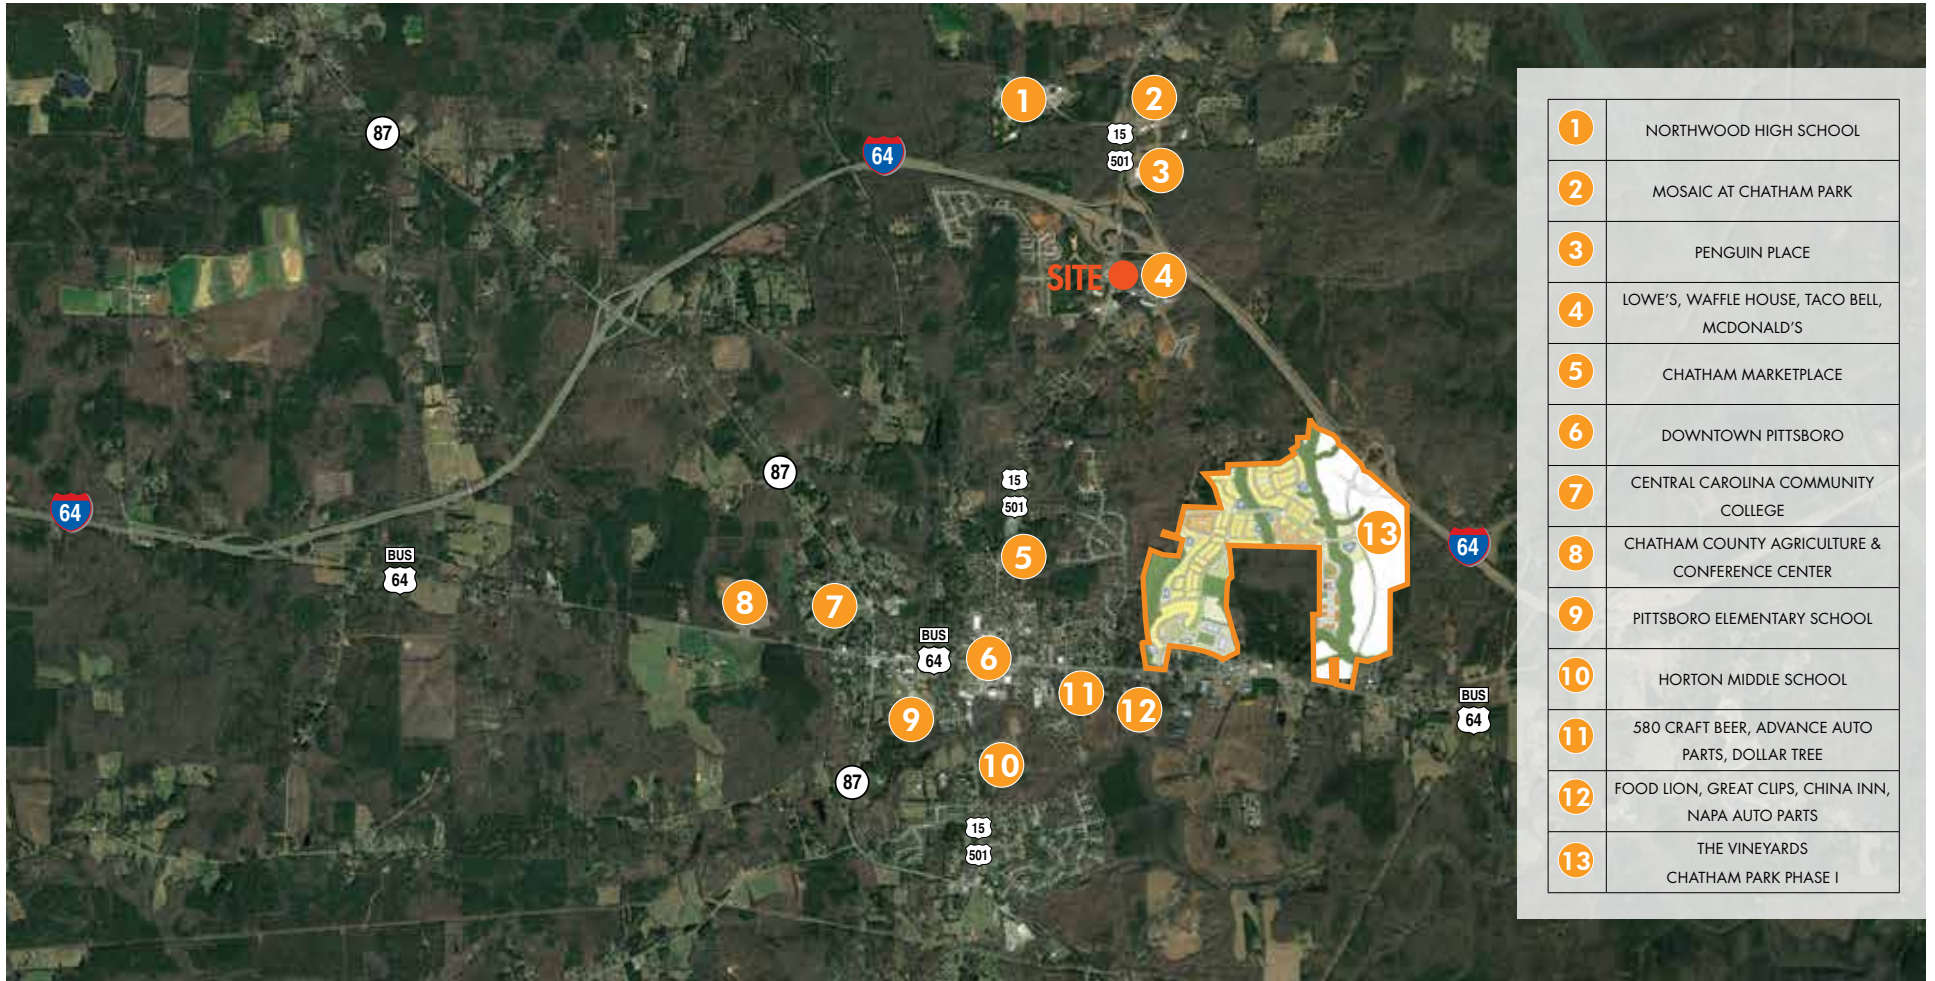 1
2
87
15
64
501
3
SITE
4
87
15
501
64
13
64
5
BUS
64
8
7
BUS
64
6
11
12
9
BUS
64
10
87
15
501
1 NORTHWOOD HIGH SCHOOL
2 MOSAIC AT CHATHAM PARK
3 PENGUIN PLACE
4 LOWE'S, WAFFLE HOUSE, TACO BELL,
MCDONALD'S
5 CHATHAM MARKETPLACE
6 DOWNTOWN PITTSBORO
7 CENTRAL CAROLINA COMMUNITY
COLLEGE
8 CHATHAM COUNTY AGRICULTURE &
CONFERENCE CENTER
9 PITTSBORO ELEMENTARY SCHOOL
10 HORTON MIDDLE SCHOOL
11 580 CRAFT BEER, ADVANCE AUTO
PARTS, DOLLAR TREE
12 FOOD LION, GREAT CLIPS, CHINA INN,
NAPA AUTO PARTS
13 THE VINEYARDS
CHATHAM PARK PHASE I